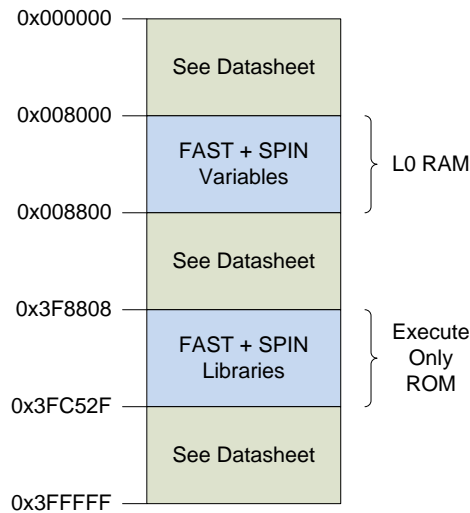 0x000000
See Datasheet
0x008000
FAST + SPIN
Variables
L0 RAM
0x008800
See Datasheet
0x3F8808
FAST + SPIN
Libraries
Execute
Only
ROM
0x3FC52F
See Datasheet
0x3FFFFF